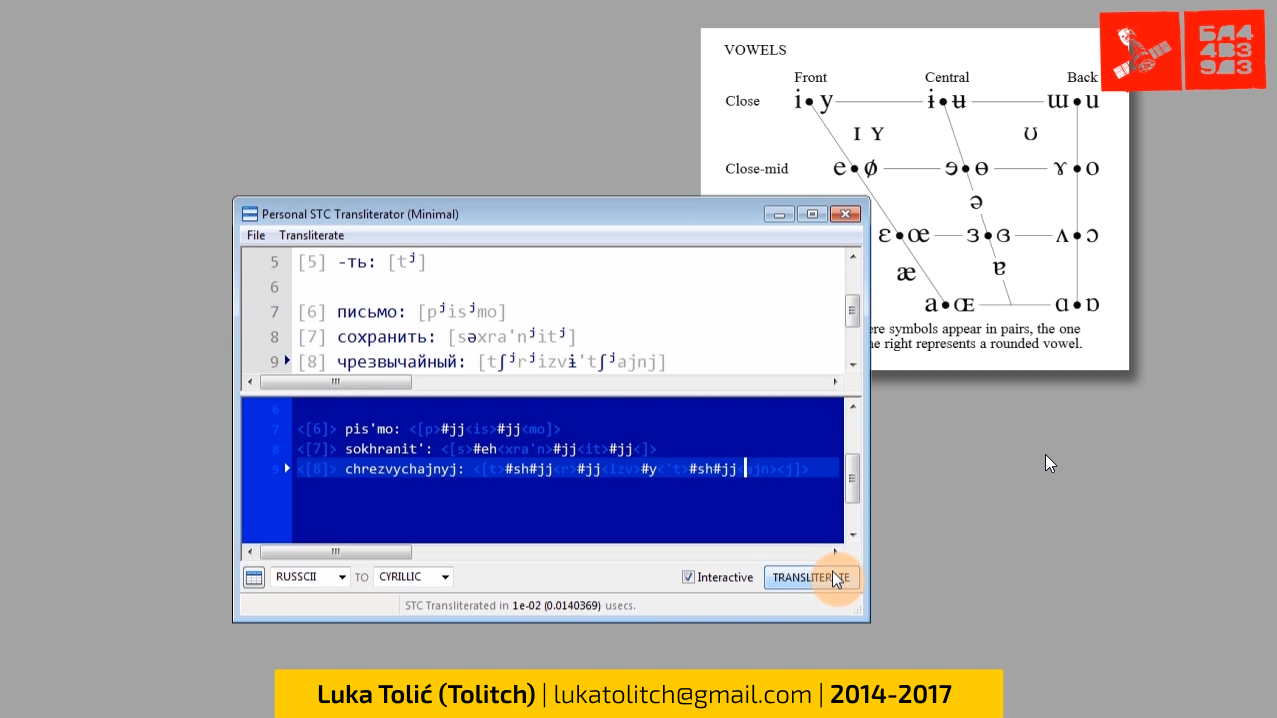 VOWELS
Front Central Back
Close i • y ɨ • ʉ ɯ • u
ɪ ʏ ʊ
Close-mid e • ø ɘ • ɵ ɤ • o
ə
ɛ • œ ɜ • ɞ ʌ • ɔ
æ ɐ
a • ɶ ɑ • ɒ
ere symbols appear in pairs, the one
e right represents a rounded vowel.
БД4
4В3
9Д3
Personal STC Transliterator (Minimal)
File Transliterate
5 [5] -ть: [tʲ]
6
7 [6] письмо: [pʲisʲmo]
8 [7] сохранить: [səxra'nʲitʲ]
9 [8] чрезвычайный: [tʃʲrʲizvɨ'tʃʲajnj]
6
7 <[6]> pis'mo: <[p>#jj<is>#jj<mo]>
8 <[7]> sokhranit': <[s>#eh<xra'n>#jj<it>#jj<]>
9 <[8]> chrezvychajnyj: <[t>#sh#jj<r>#jj<izv>#y<'t>#sh#jj<ajn><j]>
RUSSCII TO CYRILLIC Interactive TRANSLITERATE
STC Transliterated in 1e-02 (0.0140369) usecs.
Luka Tolić (Tolitch) | lukatolitch@gmail.com | 2014-2017